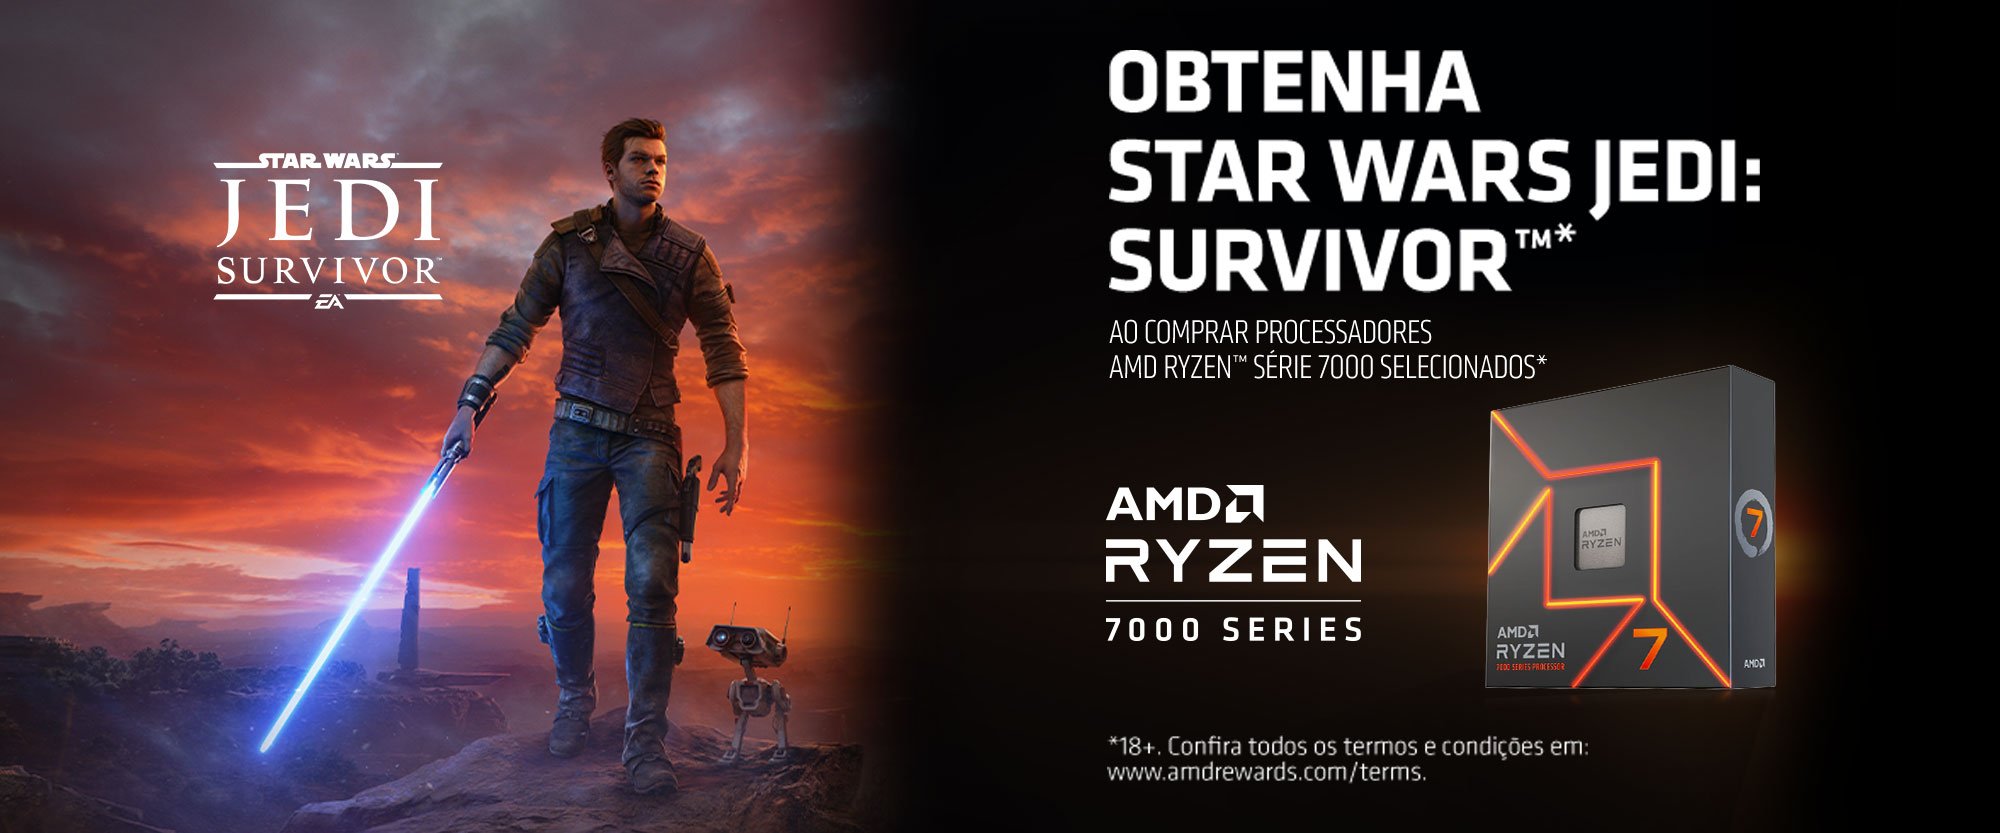 STAR WARS
JEDI
SURVIVOR™
EA
OBTENHA
STAR WARS JEDI:
SURVIVOR™*
AO COMPRAR PROCESSADORES
AMD RYZEN™ SÉRIE 7000 SELECIONADOS*
AMD
RYZEN
7000 SERIES
AMD
RYZEN
7
AMD
RYZEN
7000 SERIES PROCESSOR
7
AMD
*18+. Confira todos os termos e condições em:
www.amdrewards.com/terms.